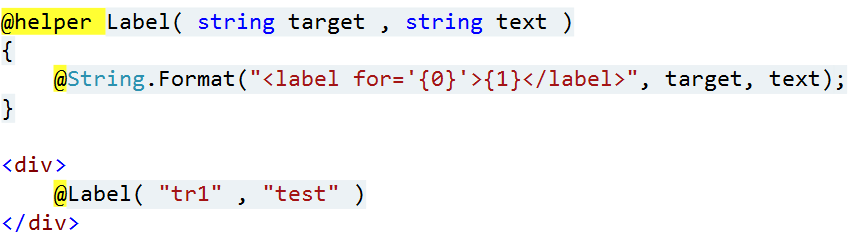 @helper Label( string target , string text )
{
    @String.Format("<label for='{0}'>{1}</label>", target, text);
}
<div>
    @Label( "tr1" , "test" )
</div>